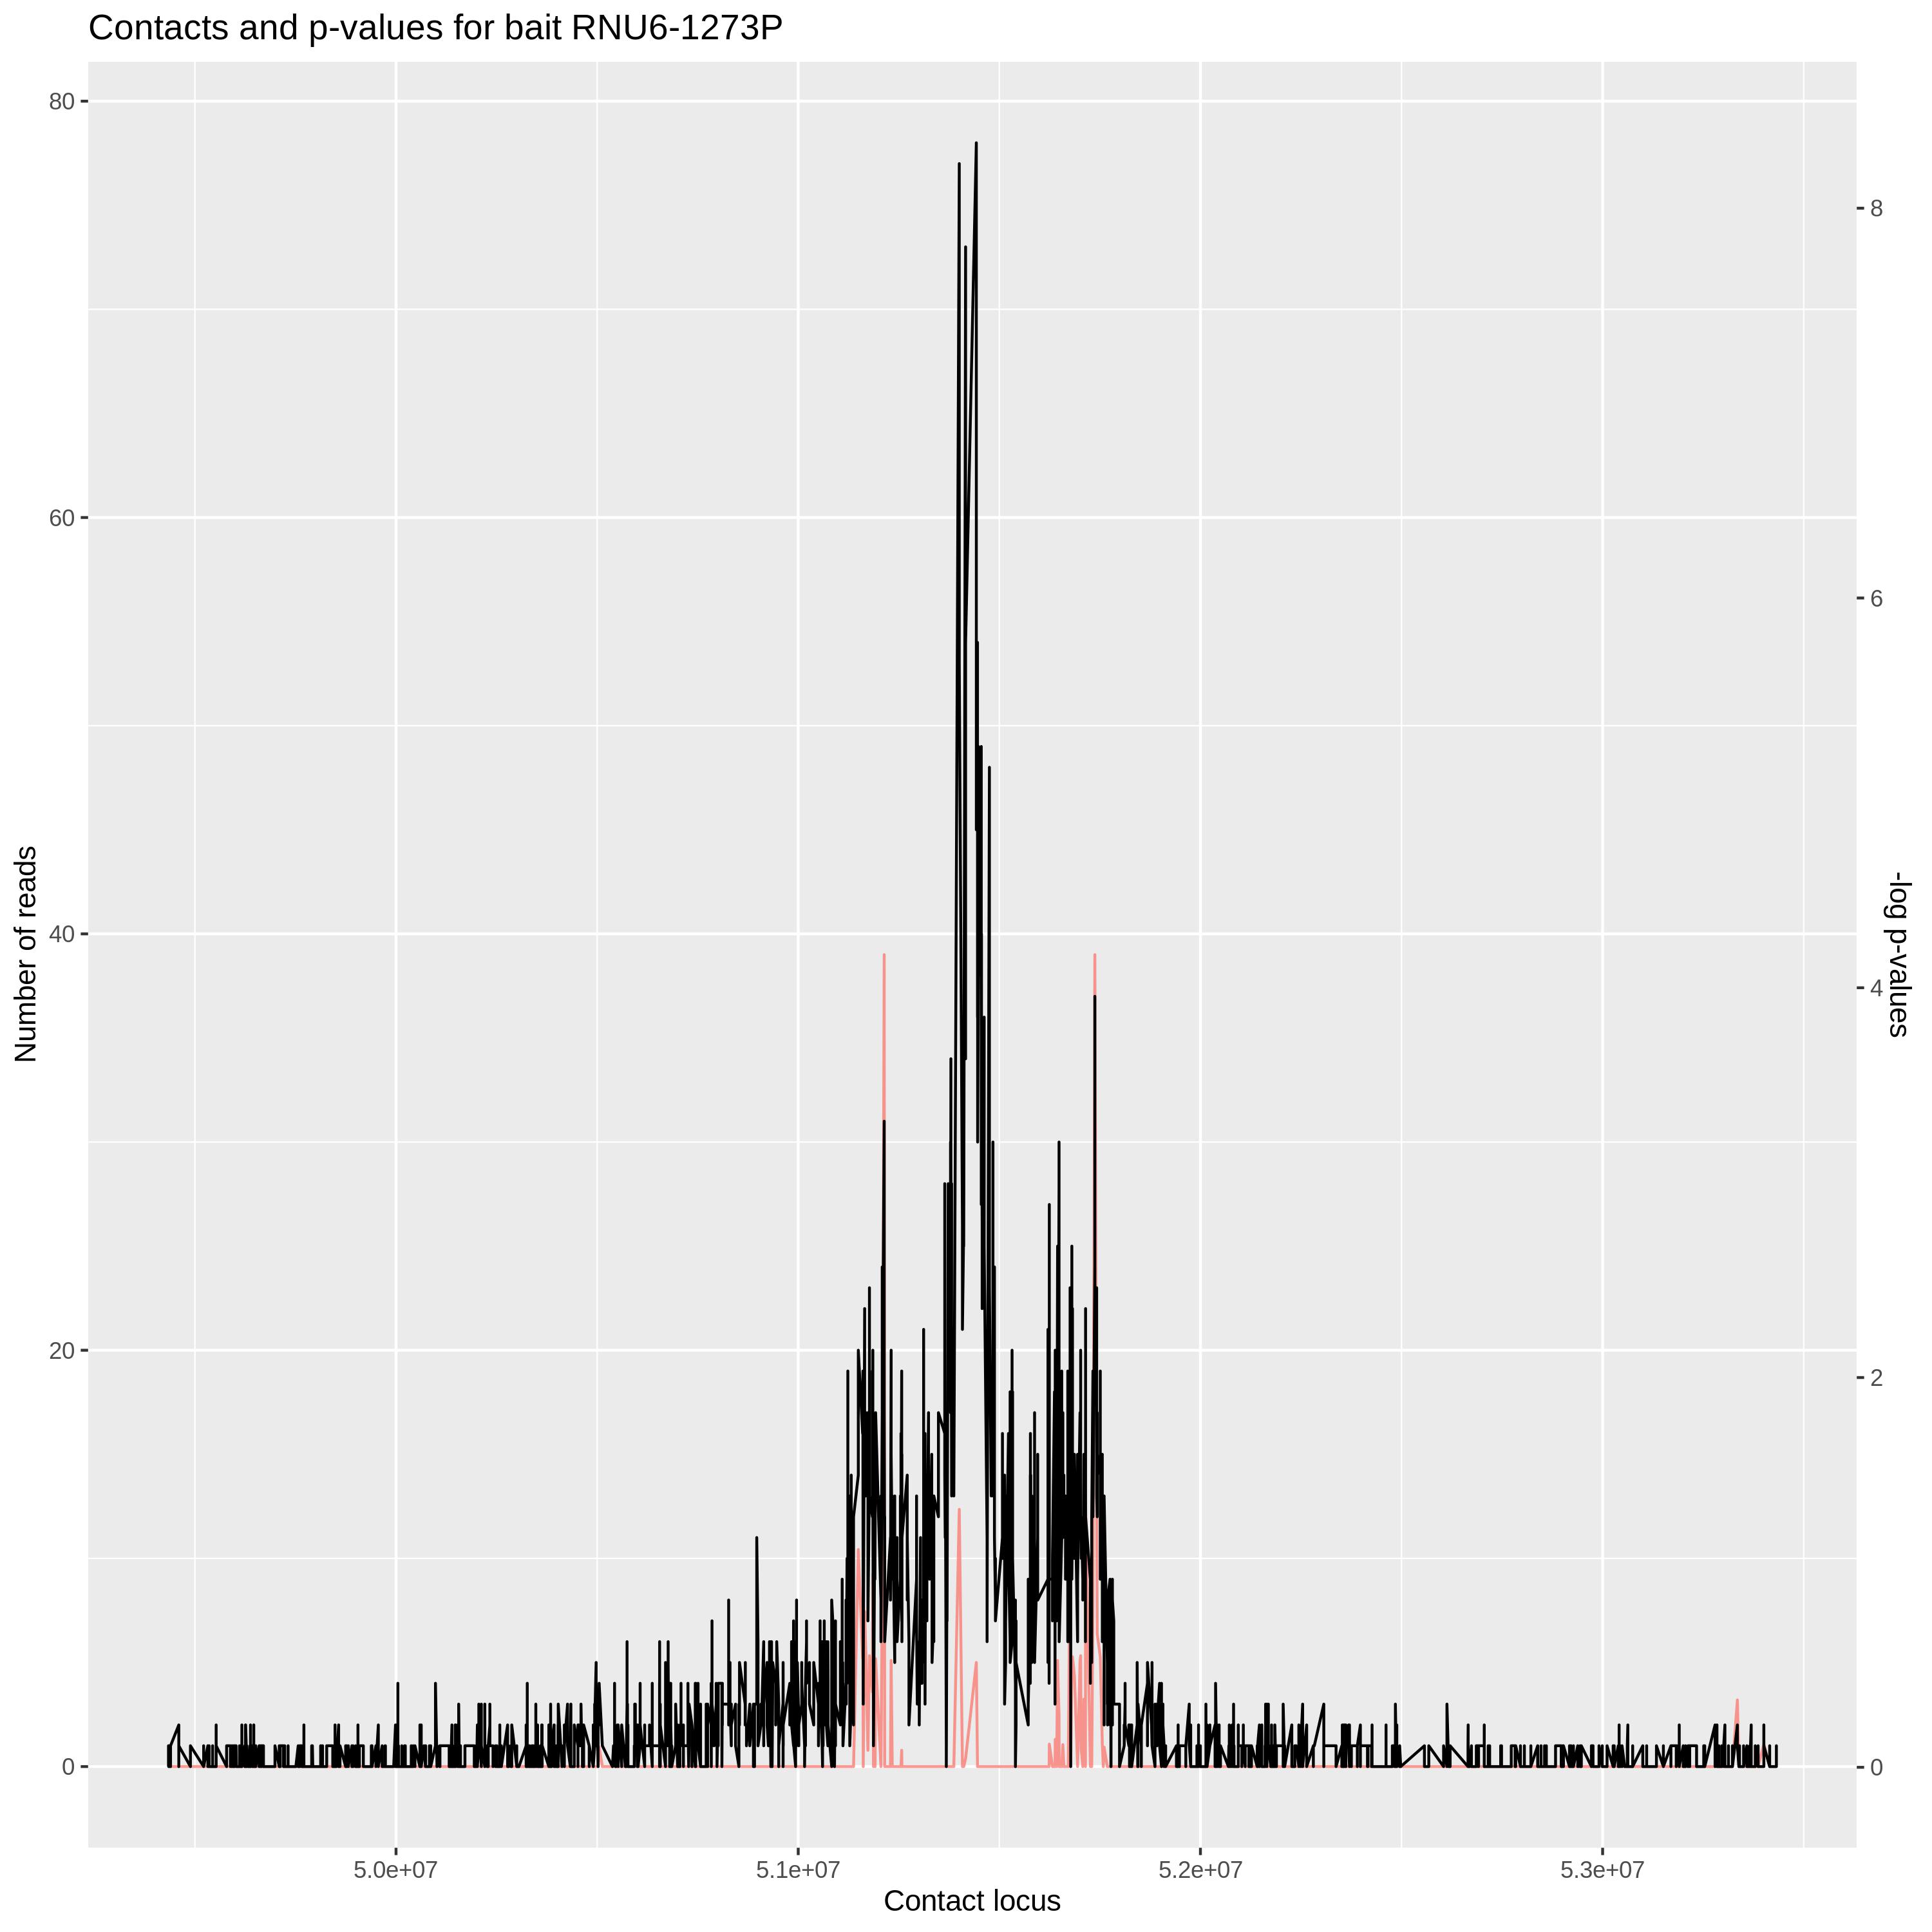 Contacts and p-values for bait RNU6-1273P
80
60
40
20
0
Number of reads
8
6
4
2
0
-log p-values
5.0e+07
5.1e+07
5.2e+07
5.3e+07
Contact locus